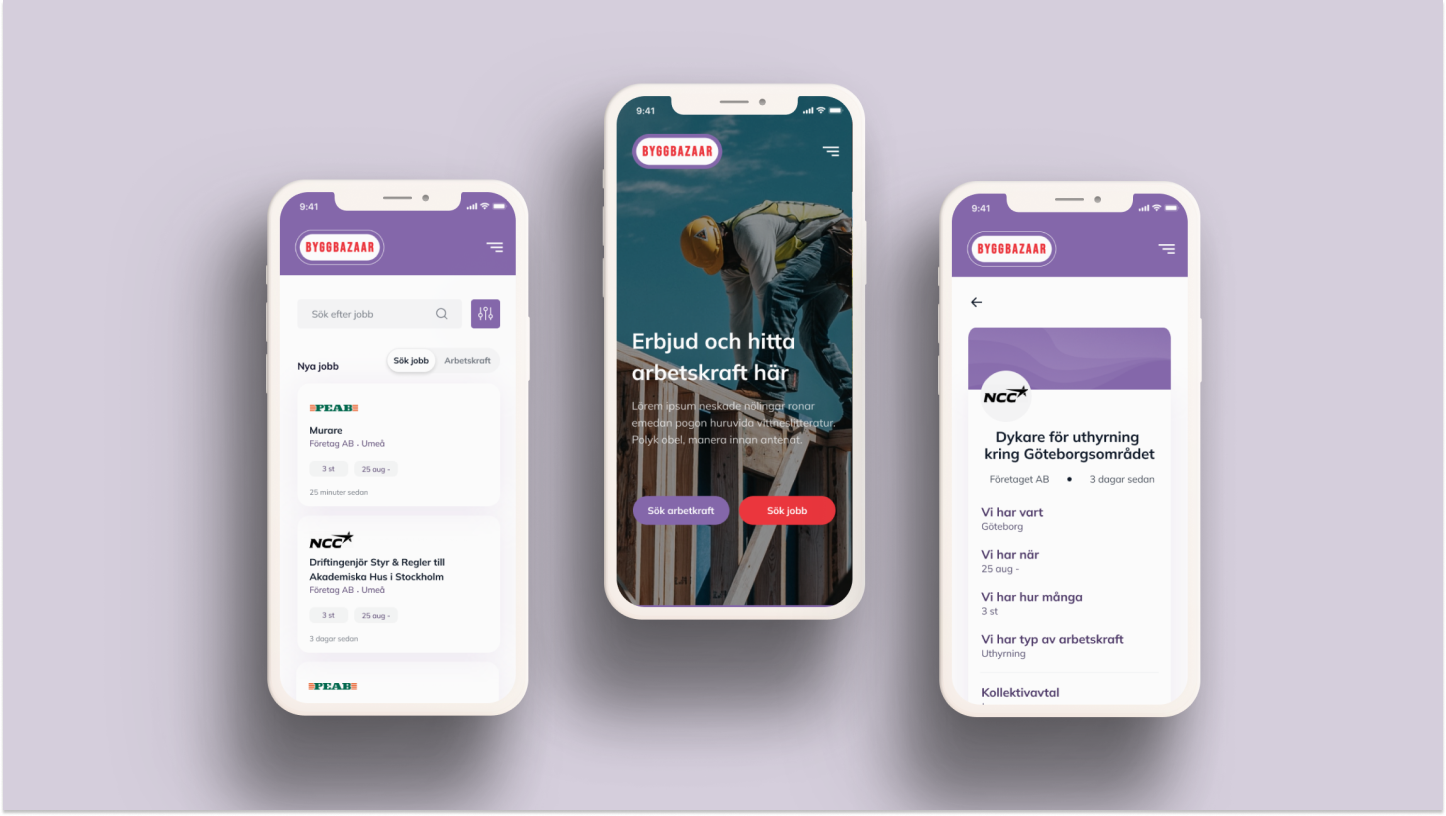 9:41
BYGGBAZAAR
Sök efter jobb
Nya jobb
Sök jobb
Arbetskraft
PEAB
Murare
Företag AB . Umeå
3 st
25 aug -
25 minuter sedan
NCC
Driftingenjör Styr & Regler till
Akademiska Hus i Stockholm
Företag AB . Umeå
3 st
25 aug -
3 dagar sedan
PEAB
9:41
BYGGBAZAAR
Erbjud och hitta
arbetskraft här
Lorem ipsum neskade nölingar ronar
emedan pogon huruvida vittneslitteratur.
Polyk obel, manera innan antenat.
Sök arbetkraft
Sök jobb
9:41
BYGGBAZAAR
NCC
Dykare för uthyrning
kring Göteborgsområdet
Företaget AB • 3 dagar sedan
Vi har vart
Göteborg
Vi har när
25 aug -
Vi har hur många
3 st
Vi har typ av arbetskraft
Uthyrning
Kollektivavtal